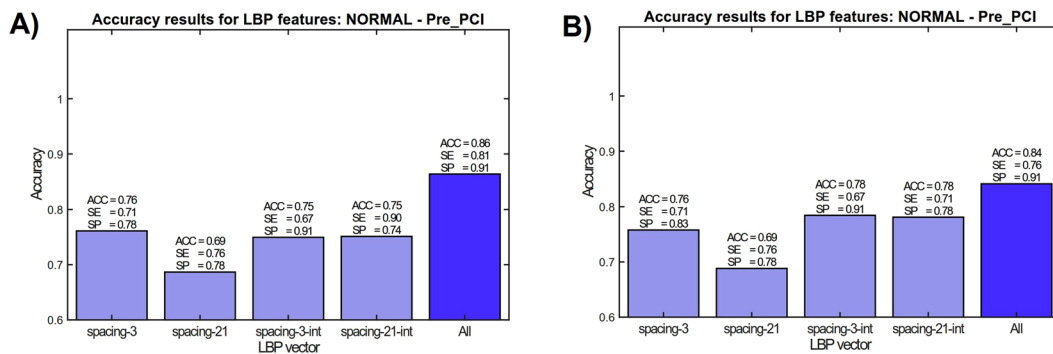 A)
Accuracy results for LBP features: NORMAL - Pre_PCI
1
0.9
0.8
0.7
0.6
Accuracy
ACC = 0.76
SE = 0.71
SP = 0.78
ACC = 0.69
SE = 0.76
SP = 0.78
ACC = 0.75
SE = 0.67
SP = 0.91
ACC = 0.75
SE = 0.90
SP = 0.74
ACC = 0.86
SE = 0.81
SP = 0.91
spacing-3 spacing-21 spacing-3-int spacing-21-int All
LBP vector
B)
Accuracy results for LBP features: NORMAL - Pre_PCI
1
0.9
0.8
0.7
0.6
Accuracy
ACC = 0.76
SE = 0.71
SP = 0.83
ACC = 0.69
SE = 0.76
SP = 0.78
ACC = 0.78
SE = 0.67
SP = 0.91
ACC = 0.78
SE = 0.71
SP = 0.78
ACC = 0.84
SE = 0.76
SP = 0.91
spacing-3 spacing-21 spacing-3-int spacing-21-int All
LBP vector